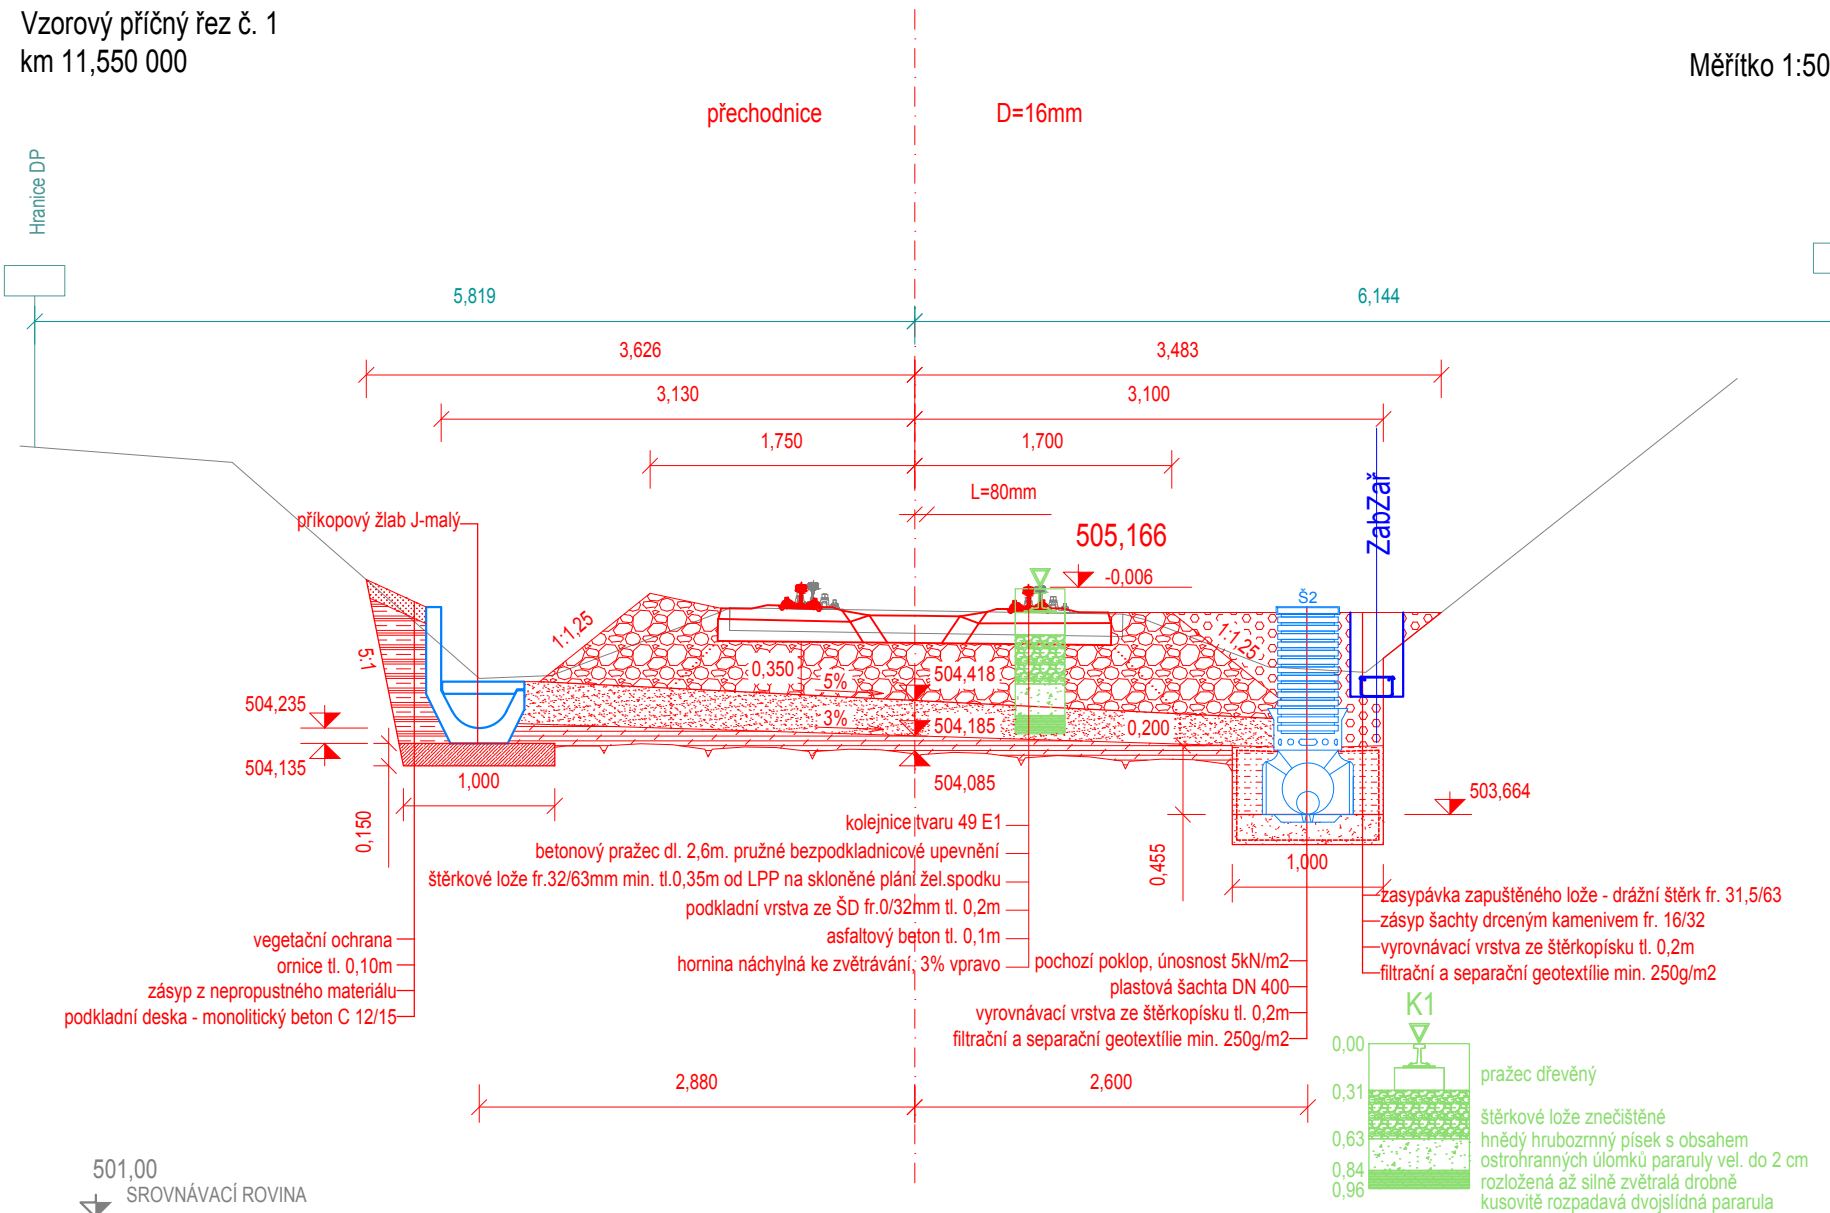 Vzorový příčný řez č. 1
km 11,550 000
Měřítko 1:50
přechodnice
D=16mm
Hranice DP
5,819
6,144
3,626
3,483
3,130
3,100
1,750
1,700
L=80mm
ZabZař
příkopový žlab J-malý
505,166
-0,006
Š2
1:1,25
1:1,25
5:1
0,350
5%
504,418
504,235
3%
504,185
0,200
504,135
1,000
504,085
503,664
0,150
0,455
1,000
kolejnice tvaru 49 E1
betonový pražec dl. 2,6m. pružné bezpodkladnicové upevnění
štěrkové lože fr.32/63mm min. tl.0,35m od LPP na skloněné pláni žel.spodku
podkladní vrstva ze ŠD fr.0/32mm tl. 0,2m
asfaltový beton tl. 0,1m
hornina náchylná ke zvětrávání, 3% vpravo
zasypávka zapuštěného lože - drážní štěrk fr. 31,5/63
zásyp šachty drceným kamenivem fr. 16/32
vyrovnávací vrstva ze štěrkopísku tl. 0,2m
filtrační a separační geotextílie min. 250g/m2
vegetační ochrana
ornice tl. 0,10m
zásyp z nepropustného materiálu
podkladní deska - monolitický beton C 12/15
pochozí poklop, únosnost 5kN/m2
plastová šachta DN 400
vyrovnávací vrstva ze štěrkopísku tl. 0,2m
filtrační a separační geotextílie min. 250g/m2
2,880
2,600
K1
0,00
0,31
0,63
0,84
0,96
pražec dřevěný
štěrkové lože znečištěné
hnědý hrubozrnný písek s obsahem
ostrohranných úlomků pararuly vel. do 2 cm
rozložená až silně zvětralá drobně
kusovitě rozpadavá dvojslídná pararula
501,00
SROVNÁVACÍ ROVINA